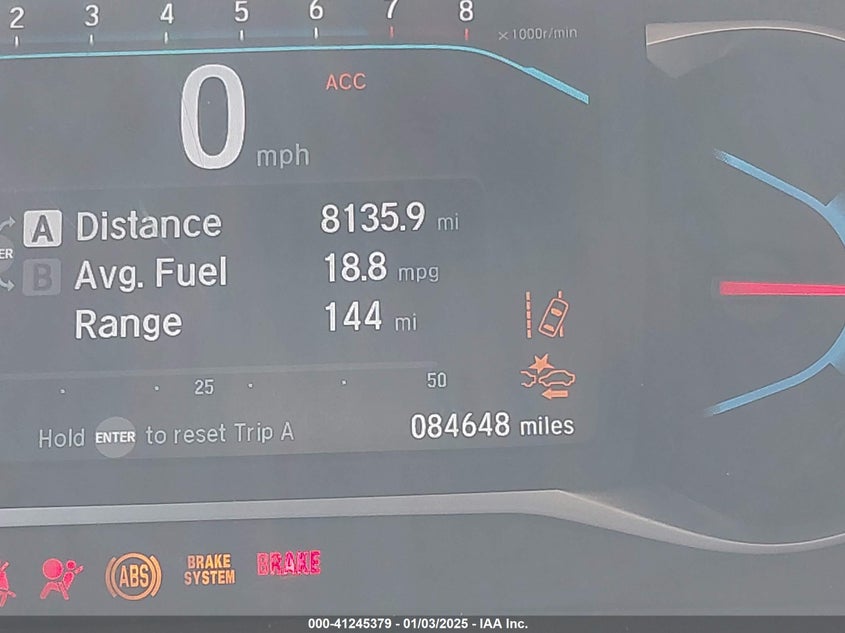 2 3 4 5 6 7 8
×1000r/min
ACC
0 mph
A Distance 8135.9 mi
ER
B Avg. Fuel 18.8 mpg
Range 144 mi
25 50
Hold ENTER to reset Trip A 084648 miles
ABS BRAKE SYSTEM BRAKE
000-41245379 - 01/03/2025 - IAA Inc.